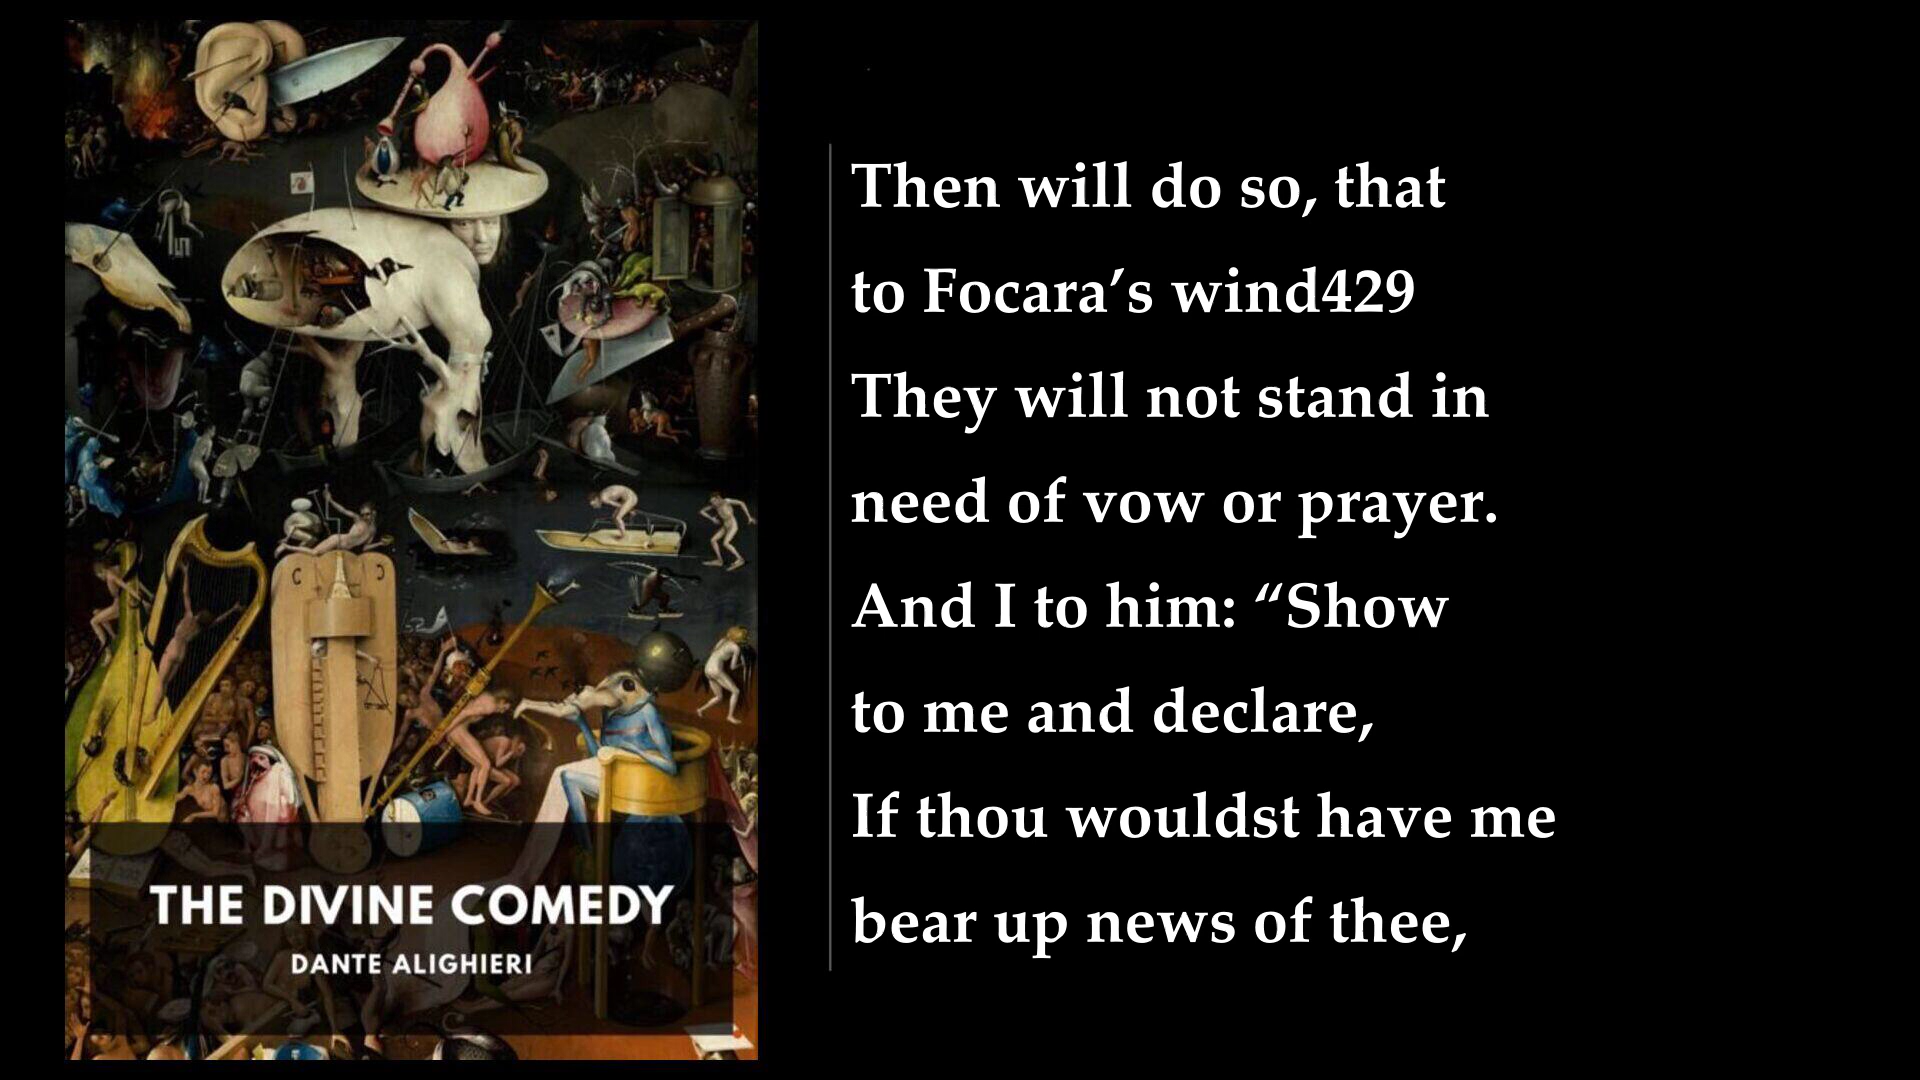 THE DIVINE COMEDY
DANTE ALIGHIERI
Then will do so, that
to Focara’s wind429
They will not stand in
need of vow or prayer.
And I to him: “Show
to me and declare,
If thou wouldst have me
bear up news of thee,